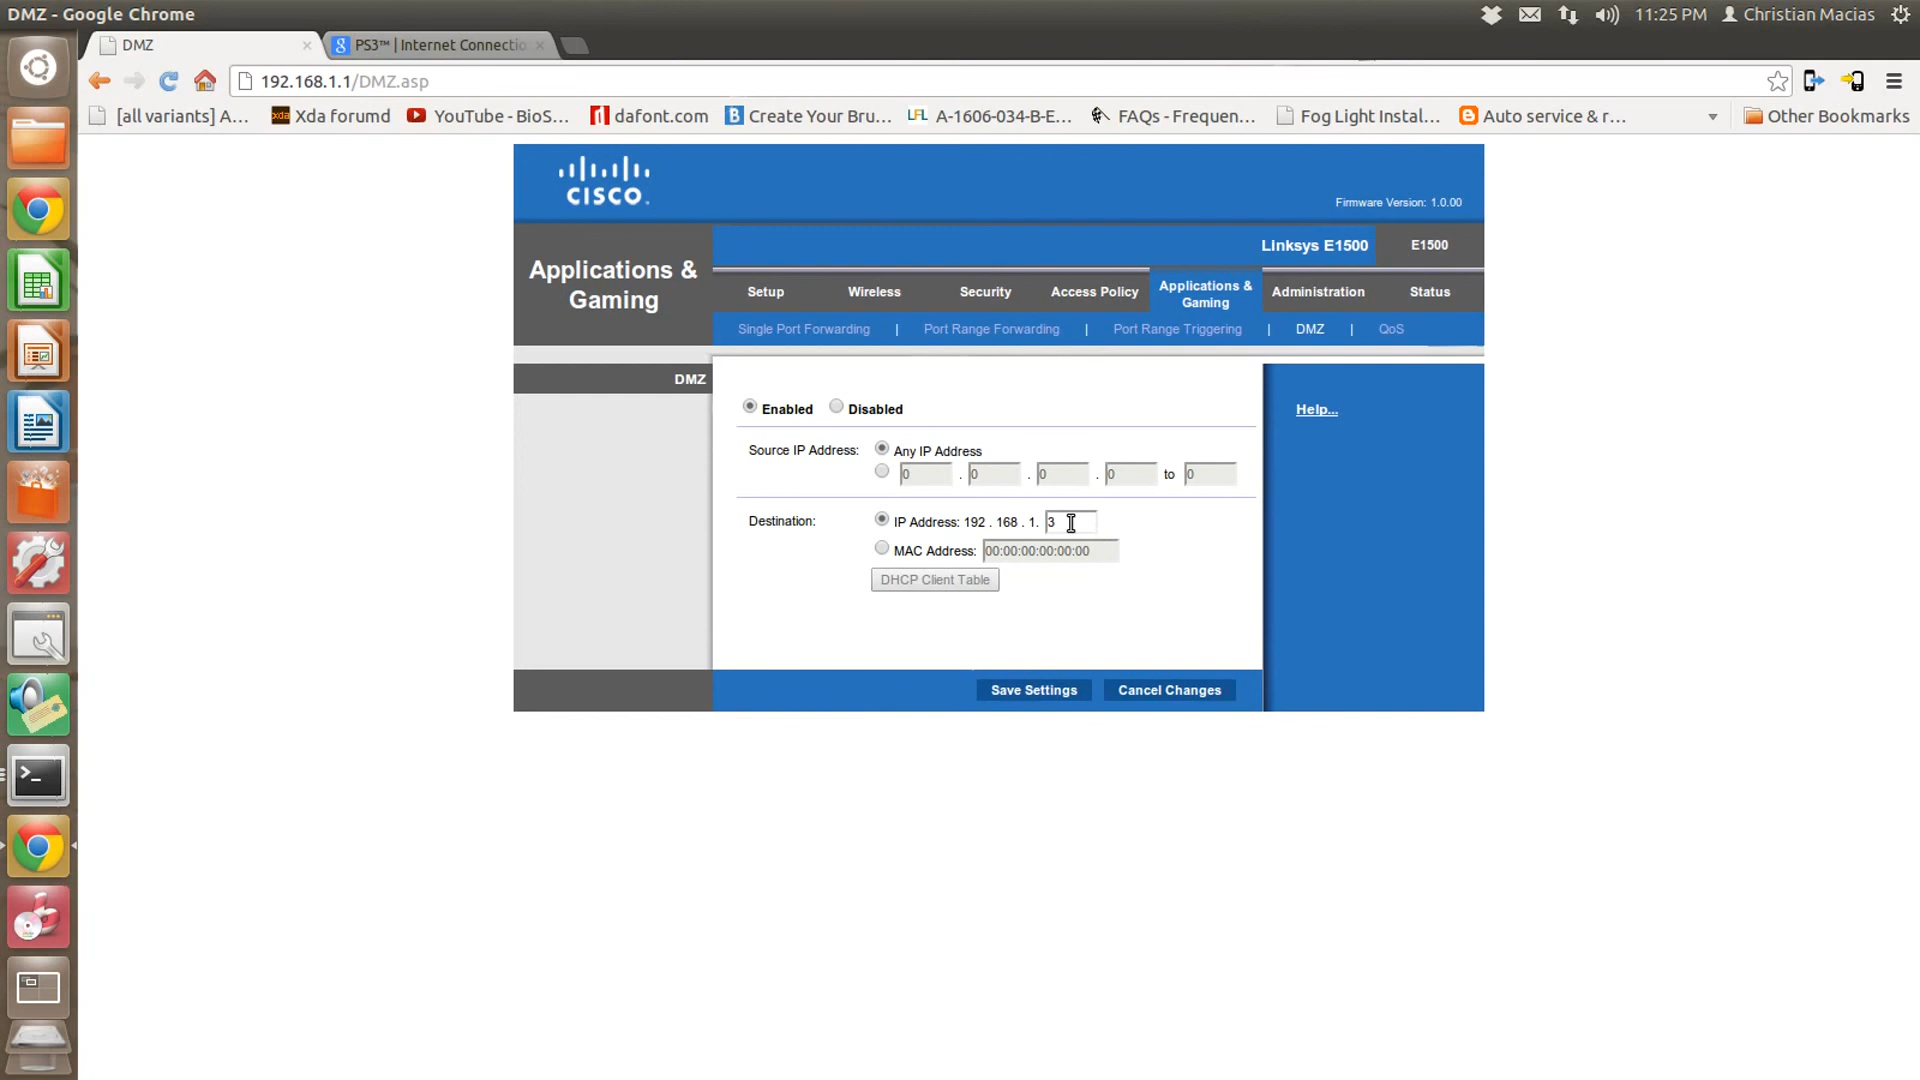 DMZ - Google Chrome
11:25 PM Christian Macias
DMZ
PS3™ | Internet Connectio
192.168.1.1/DMZ.asp
[all variants] A... Xda forumd YouTube - BioS... dafont.com Create Your Bru... A-1606-034-B-E... FAQs - Frequen... Fog Light Instal... Auto service & r... Other Bookmarks
CISCO
Firmware Version: 1.0.00
Linksys E1500 E1500
Applications & Gaming
Setup Wireless Security Access Policy Applications & Gaming Administration Status
Single Port Forwarding | Port Range Forwarding | Port Range Triggering | DMZ | QoS
DMZ
Enabled Disabled
Help...
Source IP Address: Any IP Address
0 . 0 . 0 . 0 to 0
Destination: IP Address: 192 . 168 . 1. 3
MAC Address: 00:00:00:00:00:00
DHCP Client Table
Save Settings Cancel Changes